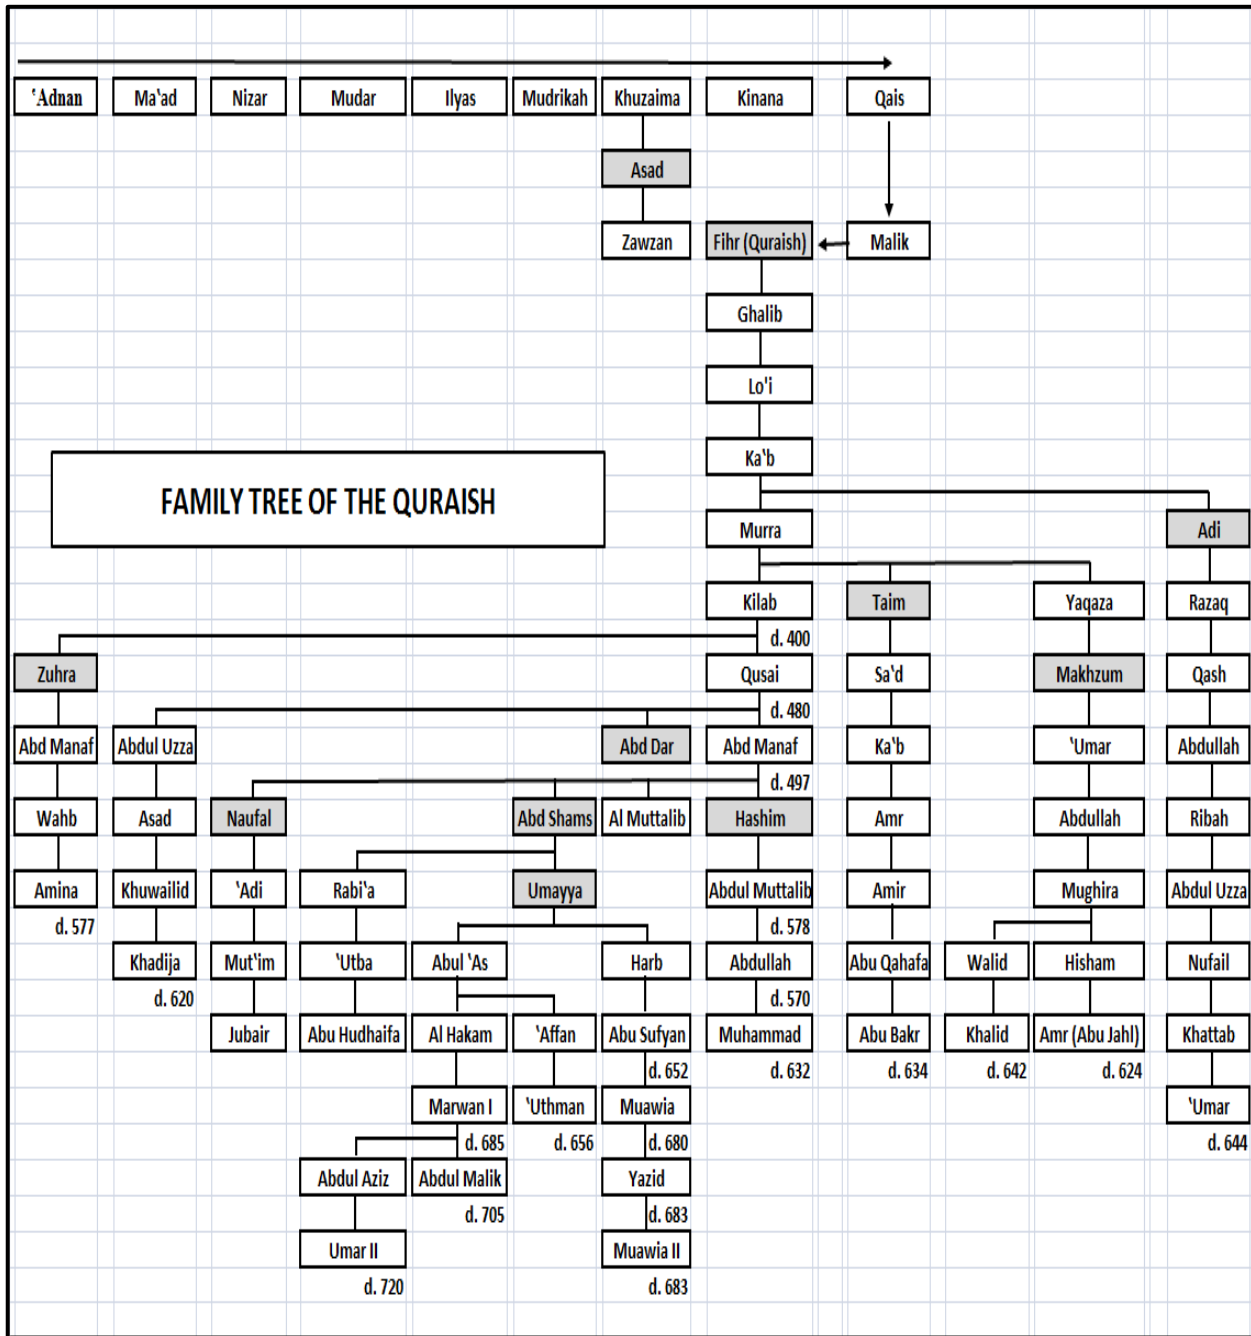 ‛Adnan Ma‛ad Nizar Mudar Ilyas Mudrikah Khuzaima Kinana Qais
Asad
Zawzan Fihr (Quraish) Malik
Ghalib
Lo'i
Ka‛b
FAMILY TREE OF THE QURAISH
Murra Adi
Kilab Taim Yaqaza Razaq
d. 400
Zuhra Qusai Sa‛d Makhzum Qash
d. 480
Abd Manaf Abdul Uzza Abd Dar Abd Manaf Ka‛b ‛Umar Abdullah
d. 497
Wahb Asad Naufal Abd Shams Al Muttalib Hashim Amr Abdullah Ribah
Amina Khuwailid ‛Adi Rabi‛a Umayya Abdul Muttalib Amir Mughira Abdul Uzza
d. 577 d. 578
Khadija Mut‛im ‛Utba Abul ‛As Harb Abdullah Abu Qahafa Walid Hisham Nufail
d. 620 d. 570
Jubair Abu Hudhaifa Al Hakam ‛Affan Abu Sufyan Muhammad Abu Bakr Khalid Amr (Abu Jahl) Khattab
d. 652 d. 632 d. 634 d. 642 d. 624
Marwan I ‛Uthman Muawia ‛Umar
d. 685 d. 656 d. 680 d. 644
Abdul Aziz Abdul Malik Yazid
d. 705 d. 683
Umar II Muawia II
d. 720 d. 683